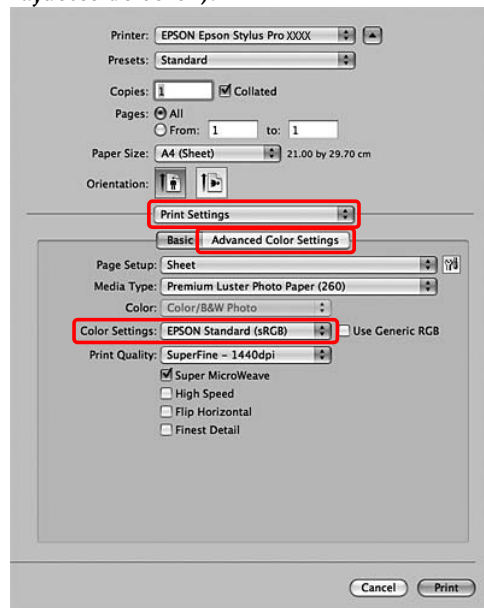 Printer: EPSON Epson Stylus Pro XXXX
Presets: Standard
Copies: 1 Collated
Pages: All
From: 1 to: 1
Paper Size: A4 (Sheet) 21.00 by 29.70 cm
Orientation:
Print Settings
Basic Advanced Color Settings
Page Setup: Sheet
Media Type: Premium Luster Photo Paper (260)
Color: Color/B&W Photo
Color Settings: EPSON Standard (sRGB) Use Generic RGB
Print Quality: SuperFine – 1440dpi
Super MicroWeave
High Speed
Flip Horizontal
Finest Detail
Cancel Print